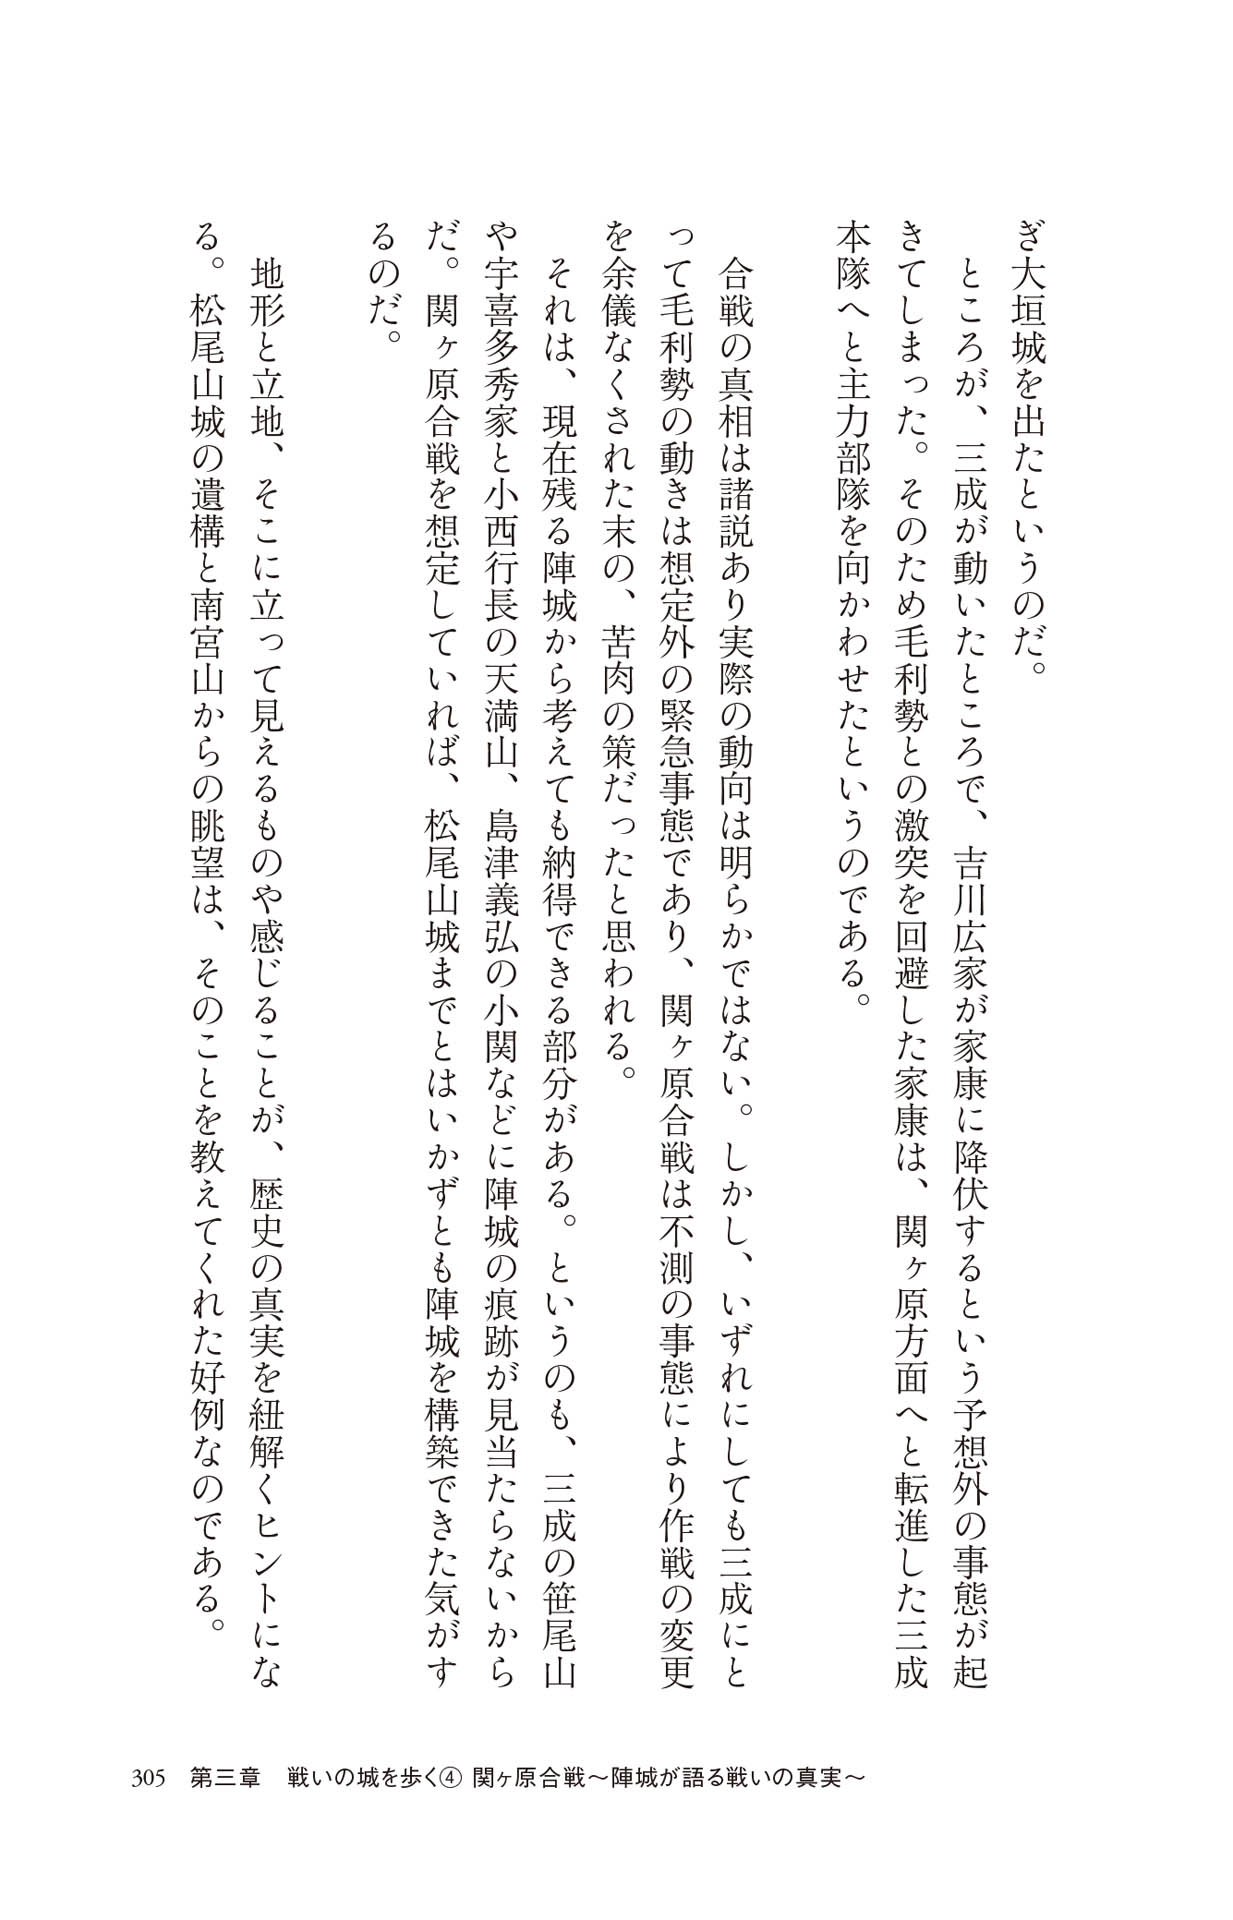 ぎ大垣城を出たというのだ。
　ところが、三成が動いたところで、吉川広家が家康に降伏するという予想外の事態が起
きてしまった。そのため毛利勢との激突を回避した家康は、関ヶ原方面へと転進した三成
本隊へと主力部隊を向かわせたというのである。
　合戦の真相は諸説あり実際の動向は明らかではない。しかし、いずれにしても三成にと
って毛利勢の動きは想定外の緊急事態であり、関ヶ原合戦は不測の事態により作戦の変更
を余儀なくされた末の、苦肉の策だったと思われる。
　それは、現在残る陣城から考えても納得できる部分がある。というのも、三成の笹尾山
や宇喜多秀家と小西行長の天満山、島津義弘の小関などに陣城の痕跡が見当たらないから
だ。関ヶ原合戦を想定していれば、松尾山城までとはいかずとも陣城を構築できた気がす
るのだ。
　地形と立地、そこに立って見えるものや感じることが、歴史の真実を紐解くヒントにな
る。松尾山城の遺構と南宮山からの眺望は、そのことを教えてくれた好例なのである。
305　第三章　戦いの城を歩く④ 関ヶ原合戦〜陣城が語る戦いの真実〜